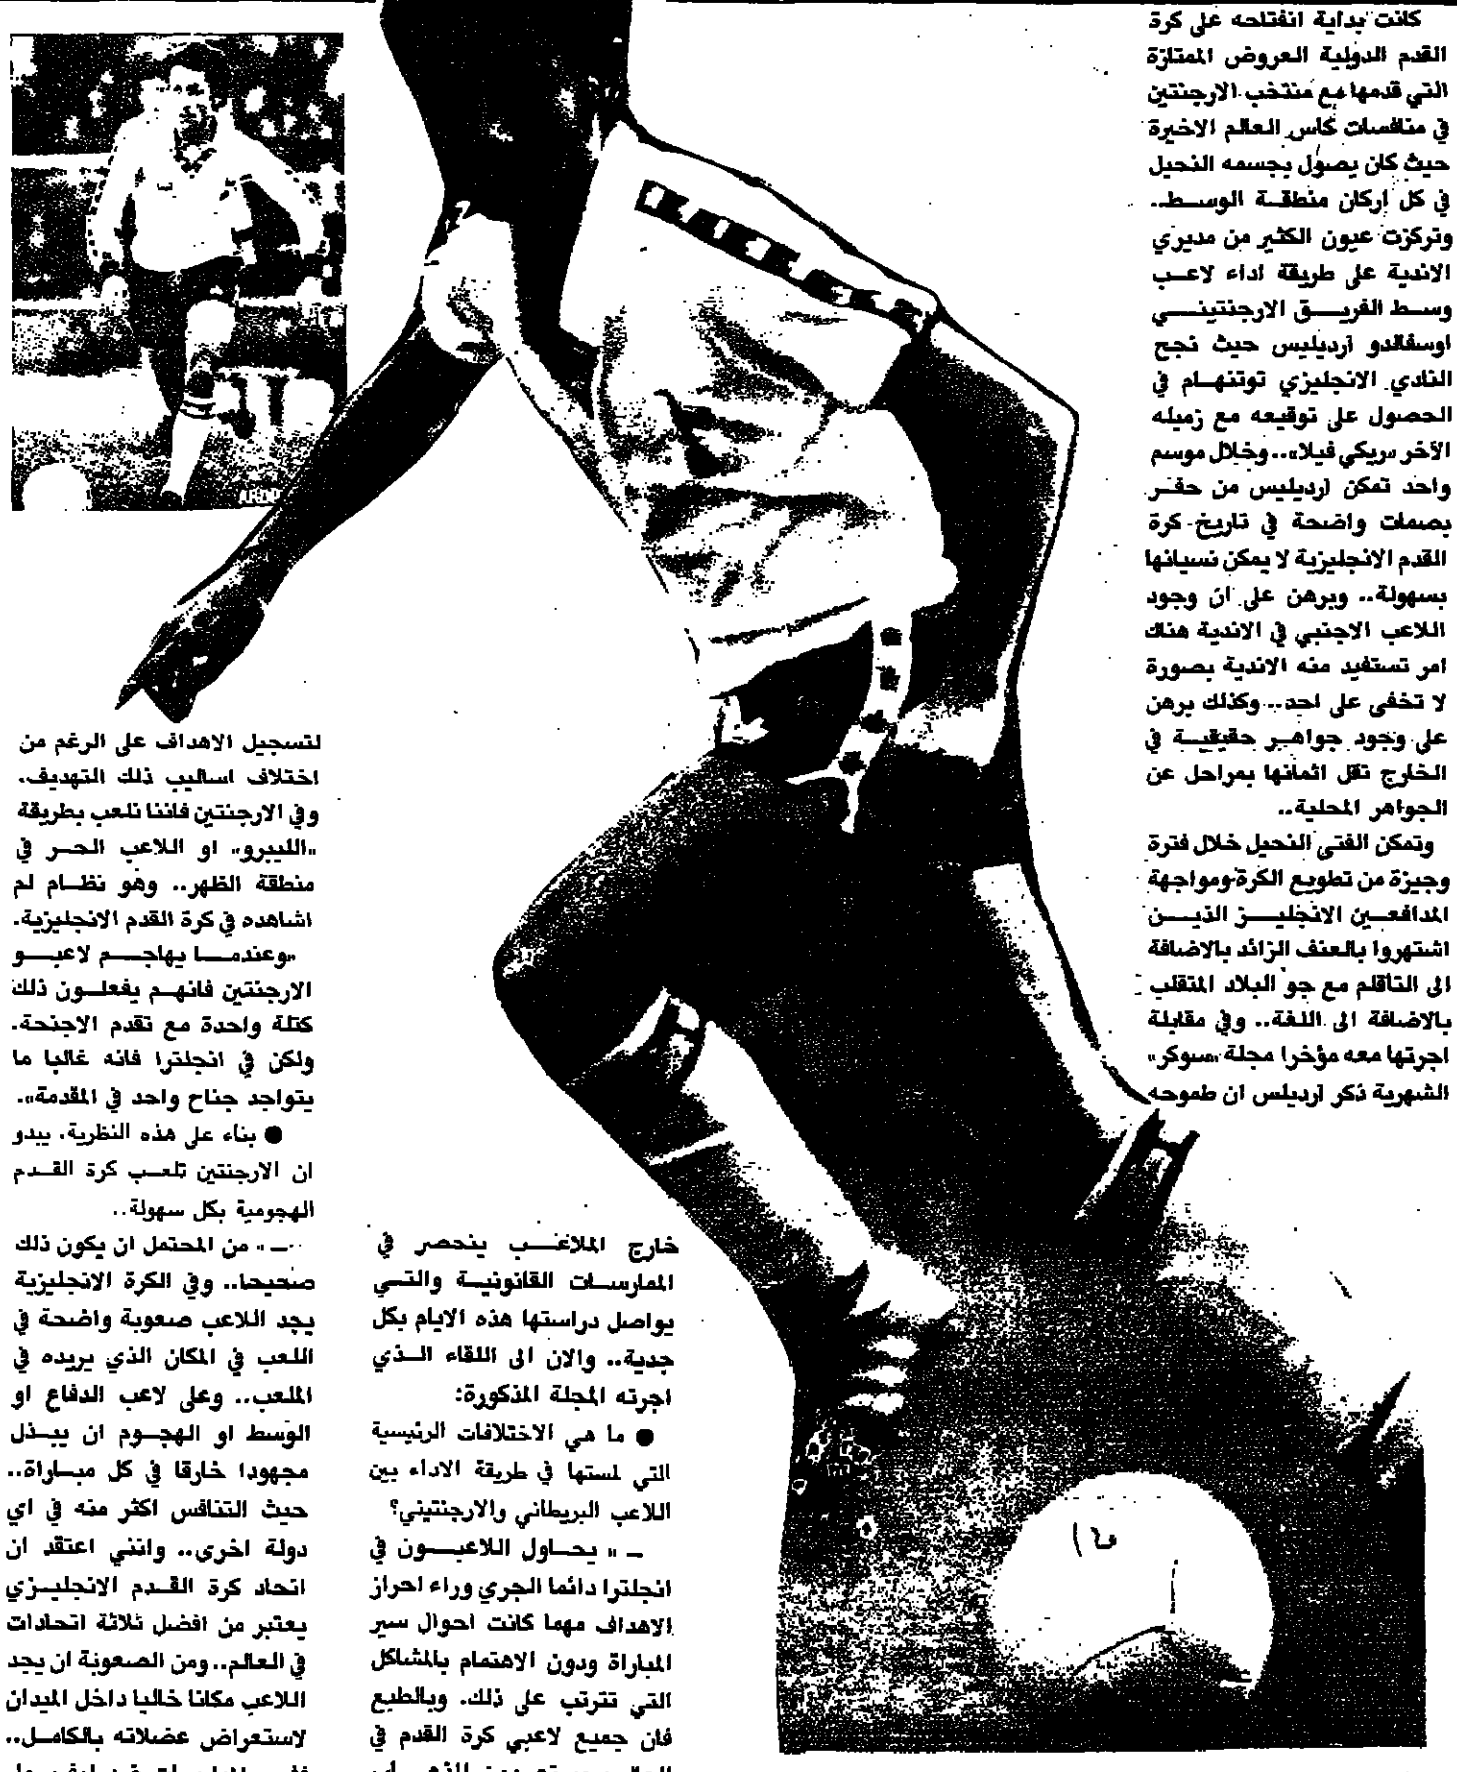 كانت بداية انفتاحه على كرة
القدم الدولية العروض الممتازة
التي قدمها مع منتخب الارجنتين
في منافسات كأس العالم الاخيرة
حيث كان يصول بجسمه النحيل
في كل أركان منطقة الوسط..
وتركزت عيون الكثير من مديري
الاندية على طريقة اداء لاعب
وسط الفريق الارجنتيني
اوسفالدو أرديليس حيث نجح
النادي الانجليزي توتنهام في
الحصول على توقيعه مع زميله
الآخر «ريكي فيلا».. وخلال موسم
واحد تمكن أرديليس من حفر
بصمات واضحة في تاريخ كرة
القدم الانجليزية لا يمكن نسيانها
بسهولة.. وبرهن على ان وجود
اللاعب الاجنبي في الاندية هناك
امر تستفيد منه الاندية بصورة
لا تخفى على احد.. وكذلك برهن
على وجود جواهر حقيقية في
الخارج تقل اثمانها بمراحل عن
الجواهر المحلية..
وتمكن الفتى النحيل خلال فترة
وجيزة من تطويع الكرة ومواجهة
المدافعين الانجليز الذين
اشتهروا بالعنف الزائد بالاضافة
الى التأقلم مع جو البلاد المتقلب
بالاضافة الى اللغة.. وفي مقابلة
اجرتها معه مؤخرا مجلة «سوكر»
الشهرية ذكر أرديلس ان طموحه
خارج الملاعب ينحصر في
الممارسات القانونية والتي
يواصل دراستها هذه الايام بكل
جدية.. والان الى اللقاء الذي
اجرته المجلة المذكورة:
● ما هي الاختلافات الرئيسية
التي لمستها في طريقة الاداء بين
اللاعب البريطاني والارجنتيني؟
ـ « يحاول اللاعبون في
انجلترا دائما الجري وراء احراز
الاهداف مهما كانت احوال سير
المباراة ودون الاهتمام بالمشاكل
التي تترتب على ذلك. وبالطبع
فان جميع لاعبي كرة القدم في
لتسجيل الاهداف على الرغم من
اختلاف اساليب ذلك التهديف.
وفي الارجنتين فاننا نلعب بطريقة
«الليبرو» او اللاعب الحر في
منطقة الظهر.. وهو نظام لم
اشاهده في كرة القدم الانجليزية.
«وعندما يهاجم لاعبو
الارجنتين فانهم يفعلون ذلك
كتلة واحدة مع تقدم الاجنحة.
ولكن في انجلترا فانه غالبا ما
يتواجد جناح واحد في المقدمة».
● بناء على هذه النظرية. يبدو
ان الارجنتين تلعب كرة القدم
الهجومية بكل سهولة..
ـ « من المحتمل ان يكون ذلك
صحيحا.. وفي الكرة الانجليزية
يجد اللاعب صعوبة واضحة في
اللعب في المكان الذي يريده في
الملعب.. وعلى لاعب الدفاع او
الوسط او الهجوم ان يبذل
مجهودا خارقا في كل مباراة..
حيث التنافس اكثر منه في اي
دولة اخرى.. وانني اعتقد ان
اتحاد كرة القدم الانجليزي
يعتبر من افضل ثلاثة اتحادات
في العالم.. ومن الصعوبة ان يجد
اللاعب مكانا خاليا داخل الميدان
لاستعراض عضلاته بالكامل..